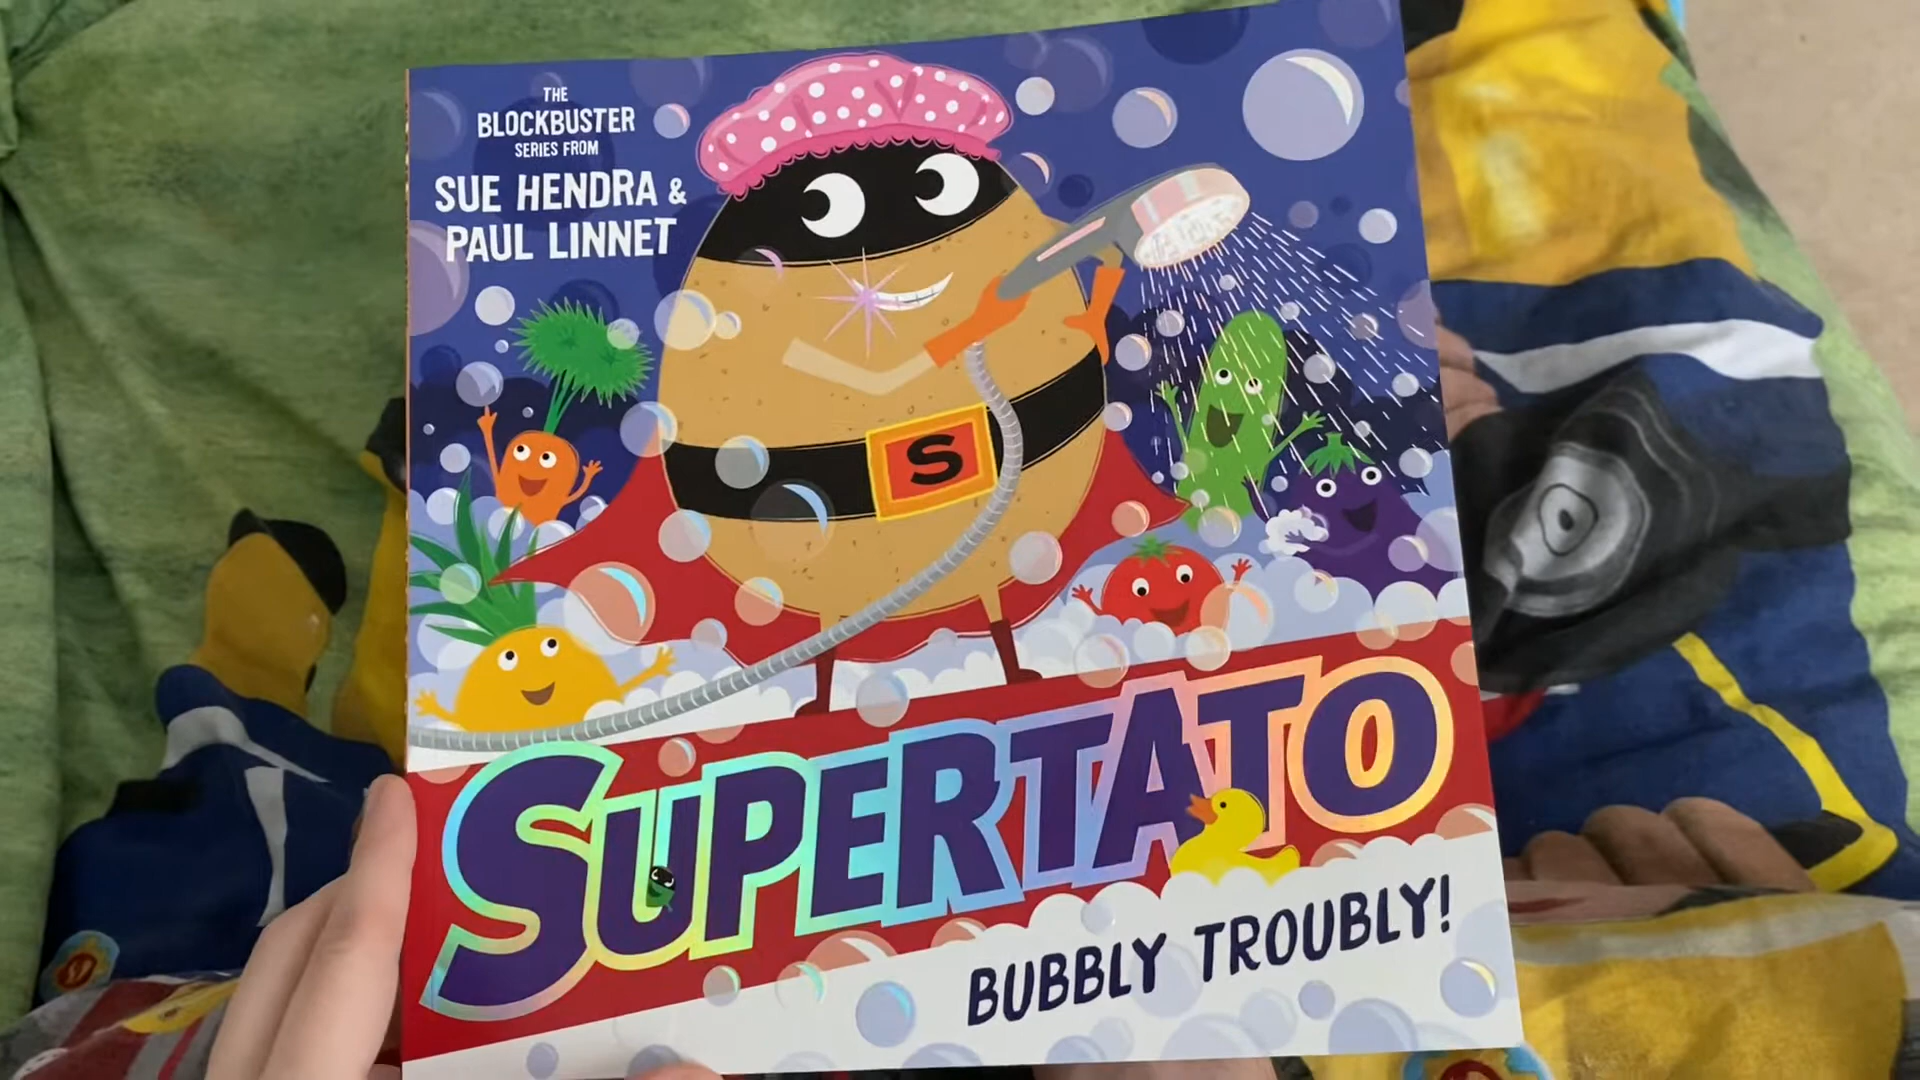 THE
BLOCKBUSTER
SERIES FROM
SUE HENDRA &
PAUL LINNET
S
SUPERTATO
BUBBLY TROUBLY!